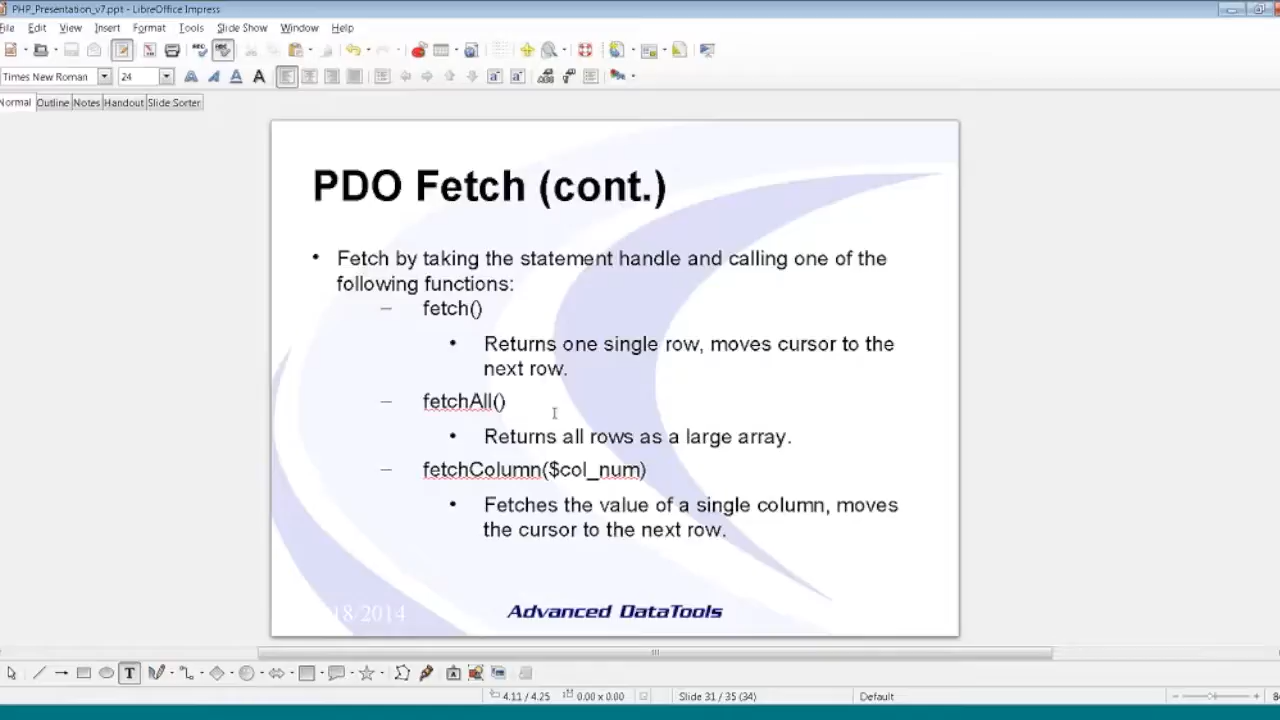 PHP_Presentation_v7.ppt - LibreOffice Impress
File Edit View Insert Format Tools Slide Show Window Help
Times New Roman 24
Normal Outline Notes Handout Slide Sorter
PDO Fetch (cont.)
• Fetch by taking the statement handle and calling one of the
following functions:
– fetch()
• Returns one single row, moves cursor to the
next row.
– fetchAll()
• Returns all rows as a large array.
– fetchColumn($col_num)
• Fetches the value of a single column, moves
the cursor to the next row.
18/2014
Advanced DataTools
4.11 / 4.25 0.00 x 0.00 Slide 31 / 35 (34) Default